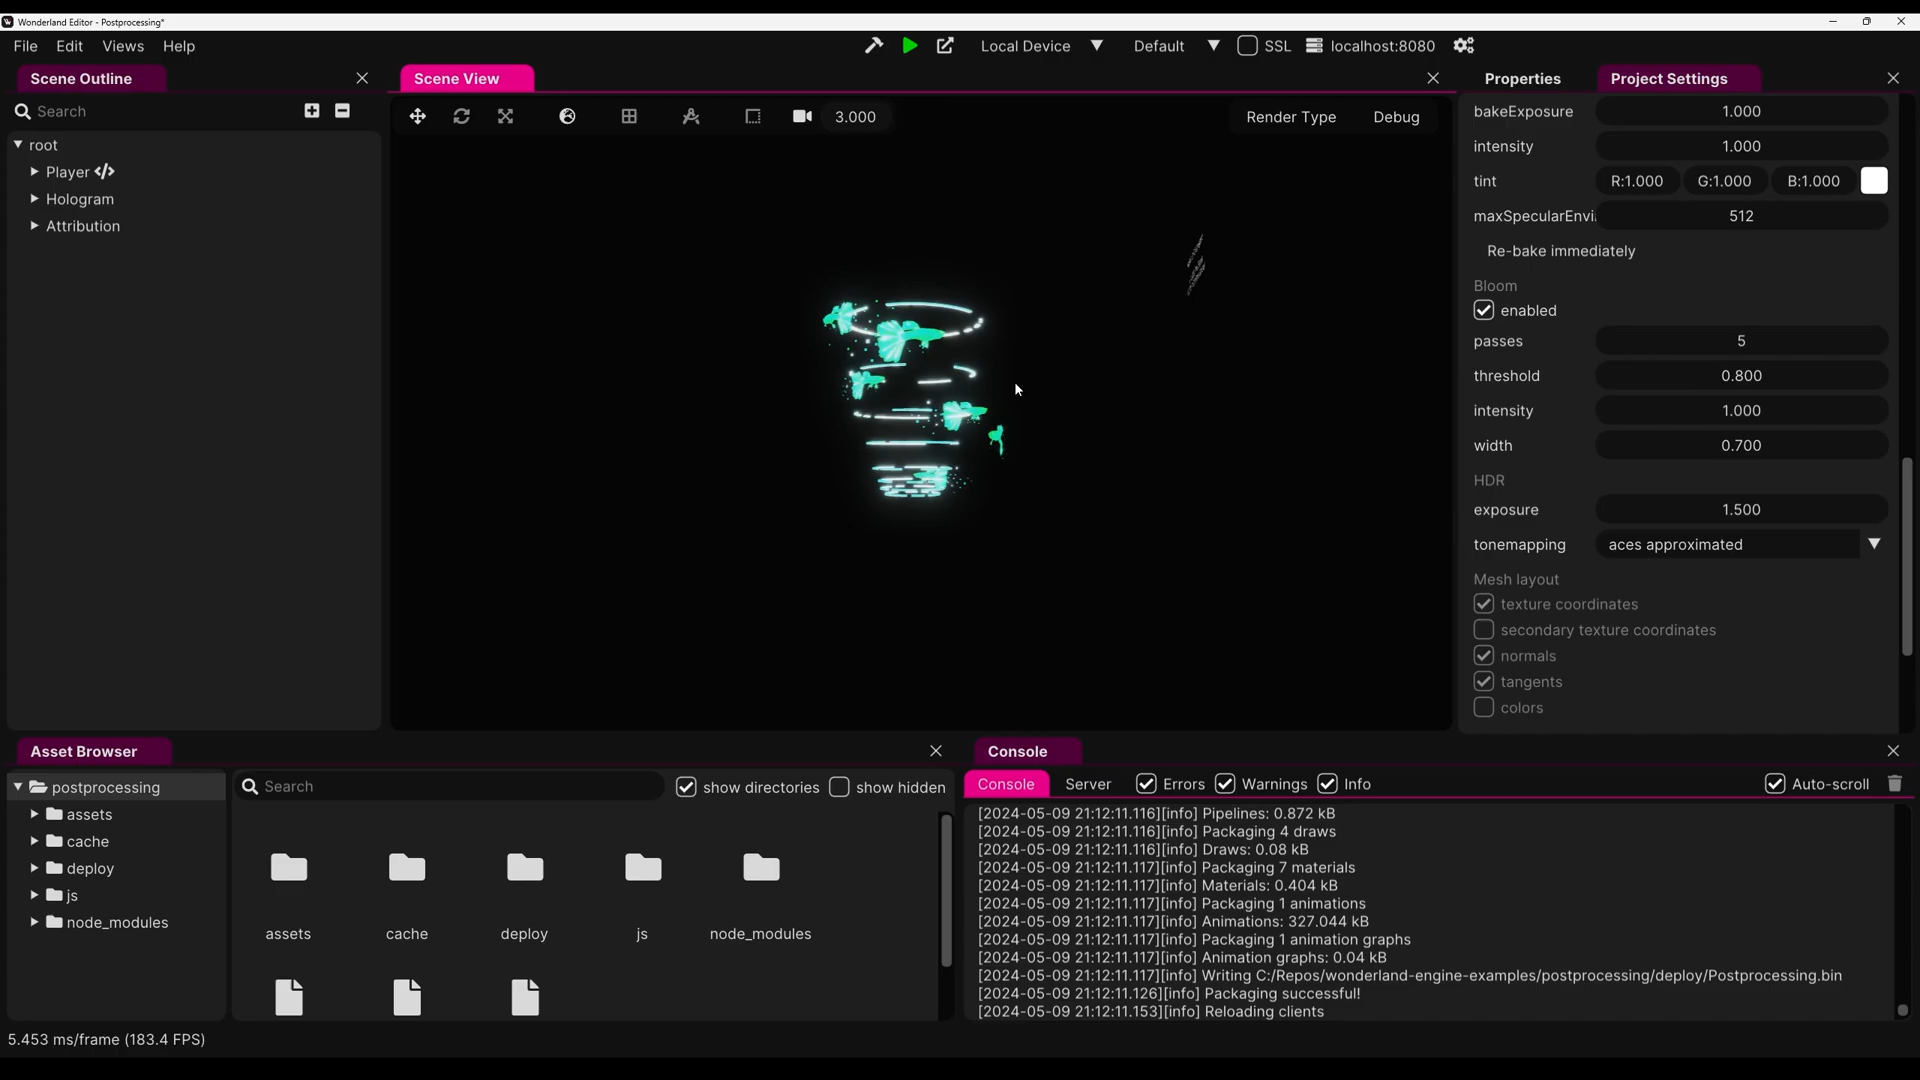 Wonderland Editor - Postprocessing*
File Edit Views Help
Local Device Default SSL localhost:8080
Scene Outline
Search
root
Player
Hologram
Attribution
Scene View
3.000 Render Type Debug
Properties Project Settings
bakeExposure 1.000
intensity 1.000
tint R:1.000 G:1.000 B:1.000
maxSpecularEnvi 512
Re-bake immediately
Bloom
enabled
passes 5
threshold 0.800
intensity 1.000
width 0.700
HDR
exposure 1.500
tonemapping aces approximated
Mesh layout
texture coordinates
secondary texture coordinates
normals
tangents
colors
Asset Browser
postprocessing
assets
cache
deploy
js
node_modules
Search show directories show hidden
assets cache deploy js node_modules
Console
Console Server Errors Warnings Info Auto-scroll
[2024-05-09 21:12:11.116][info] Pipelines: 0.872 kB
[2024-05-09 21:12:11.116][info] Packaging 4 draws
[2024-05-09 21:12:11.116][info] Draws: 0.08 kB
[2024-05-09 21:12:11.117][info] Packaging 7 materials
[2024-05-09 21:12:11.117][info] Materials: 0.404 kB
[2024-05-09 21:12:11.117][info] Packaging 1 animations
[2024-05-09 21:12:11.117][info] Animations: 327.044 kB
[2024-05-09 21:12:11.117][info] Packaging 1 animation graphs
[2024-05-09 21:12:11.117][info] Animation graphs: 0.04 kB
[2024-05-09 21:12:11.117][info] Writing C:/Repos/wonderland-engine-examples/postprocessing/deploy/Postprocessing.bin
[2024-05-09 21:12:11.126][info] Packaging successful!
[2024-05-09 21:12:11.153][info] Reloading clients
5.453 ms/frame (183.4 FPS)